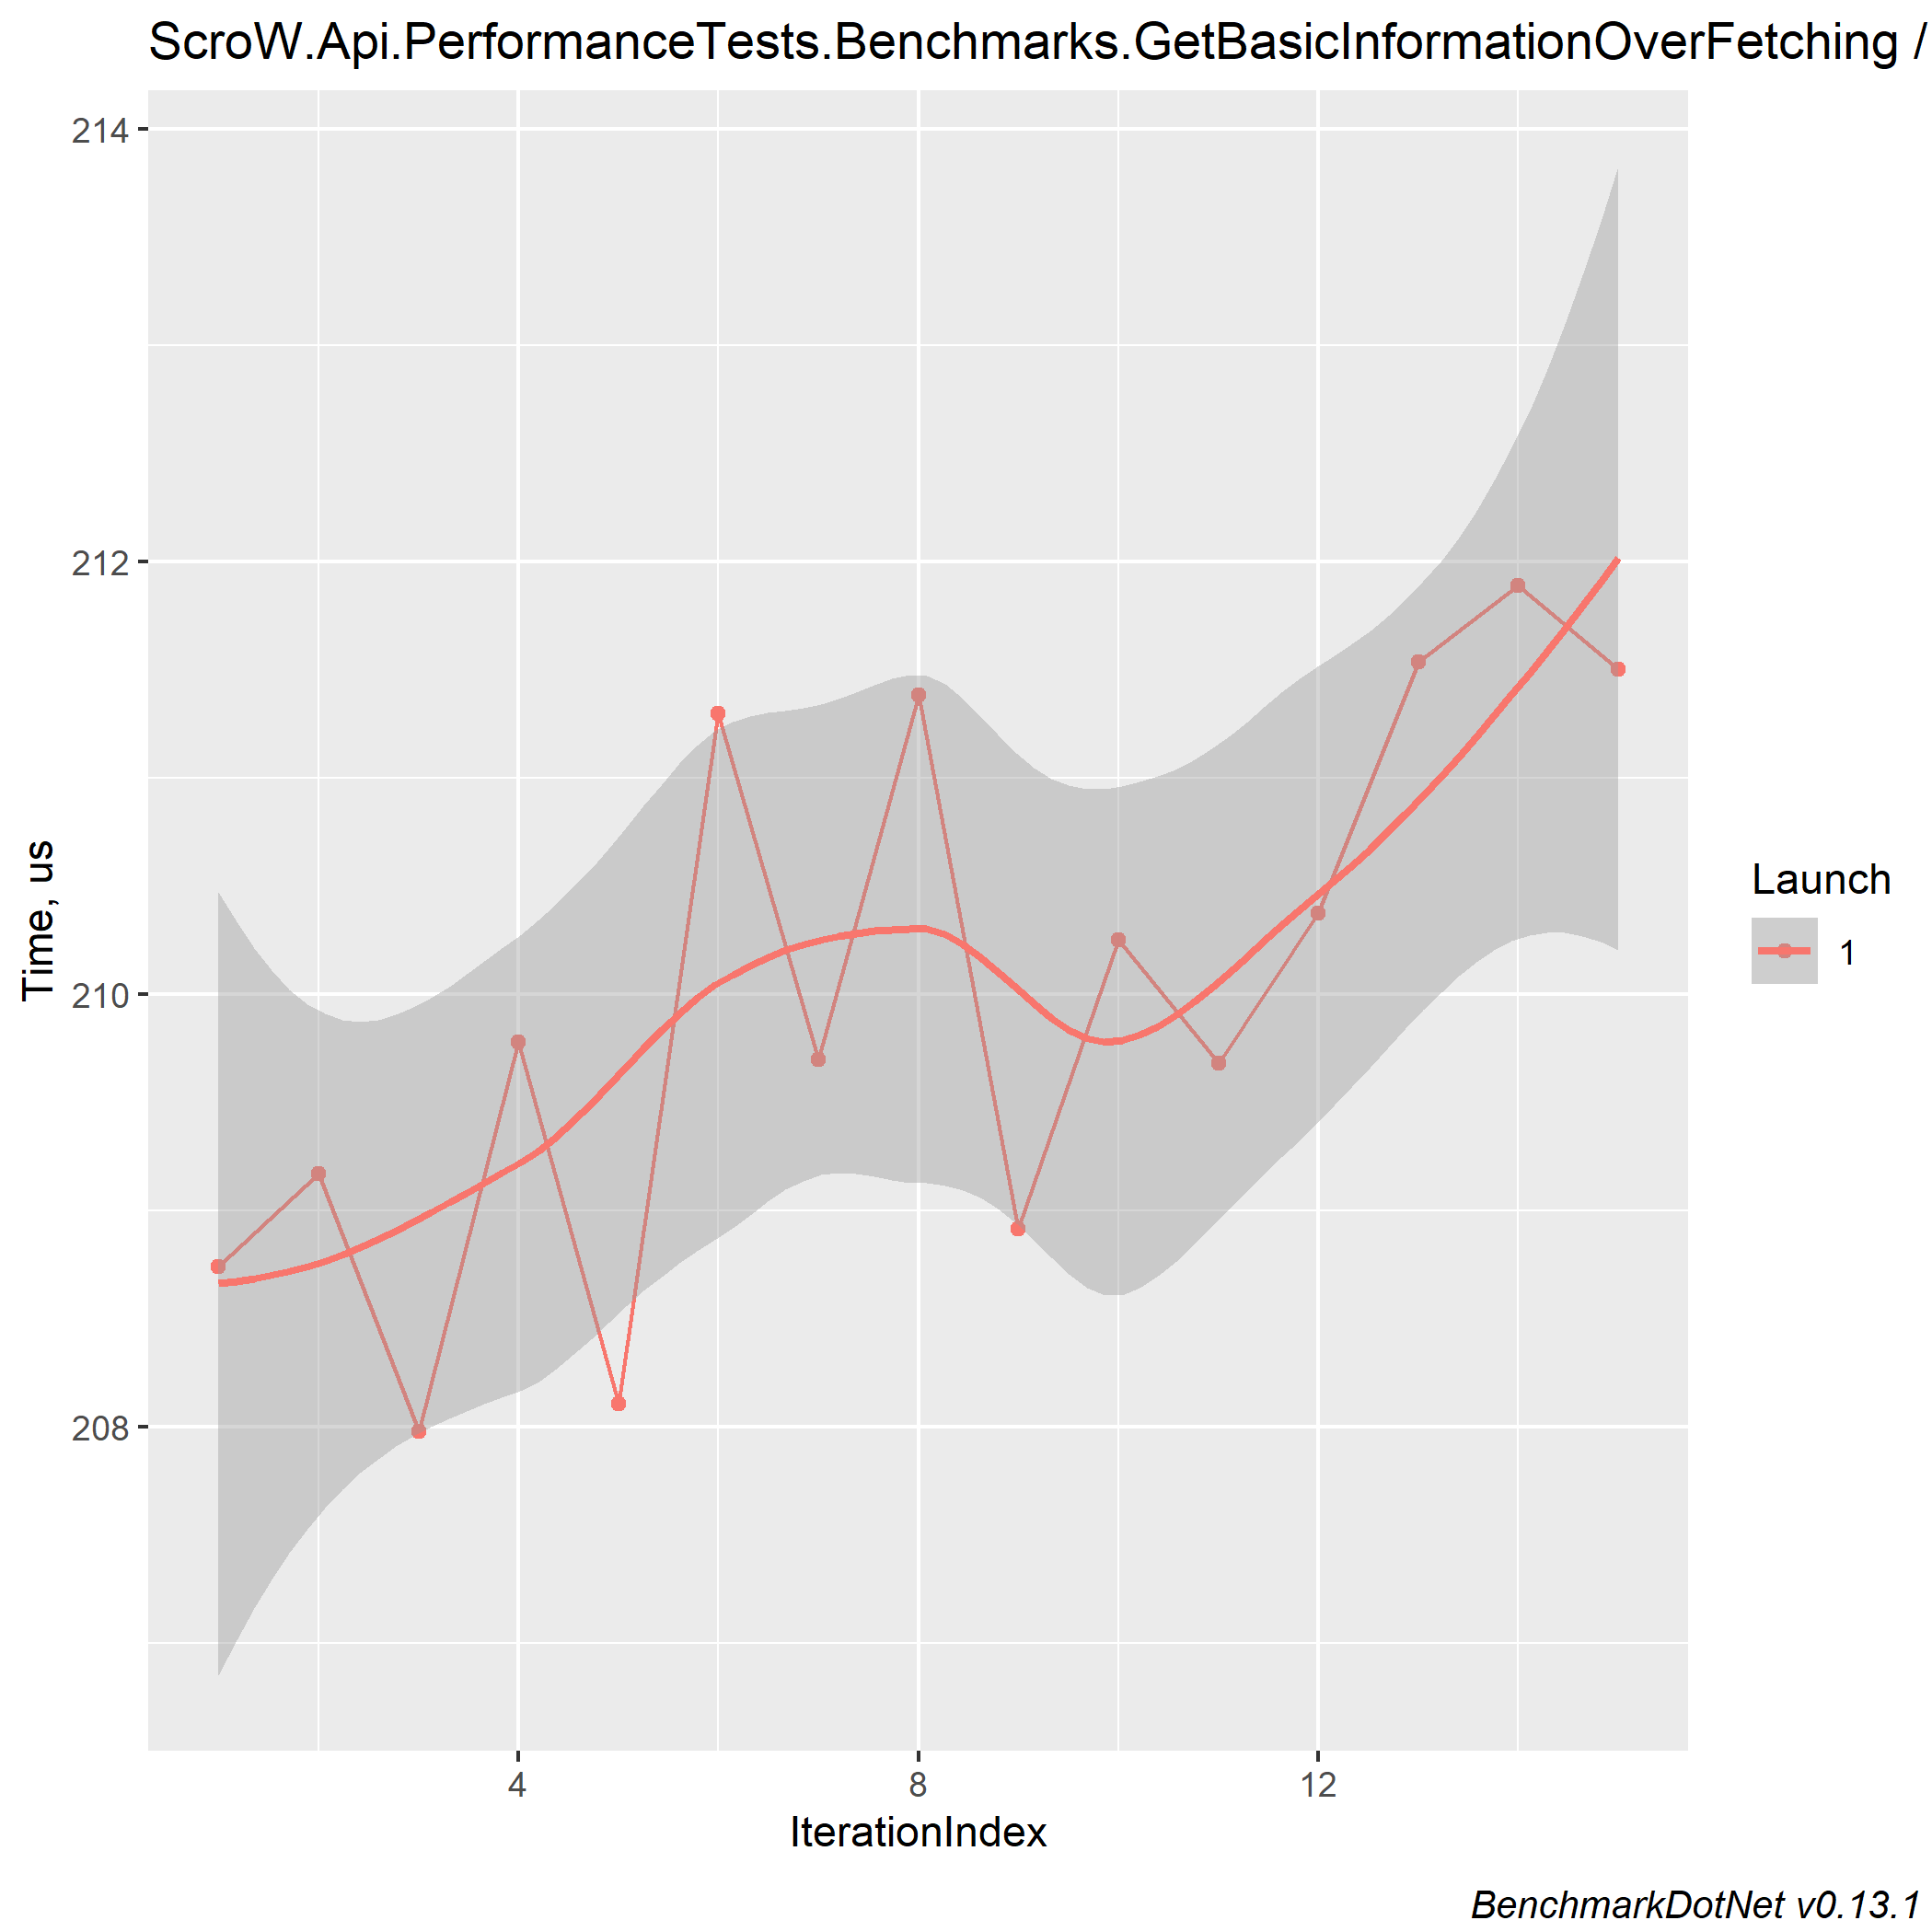 ScroW.Api.PerformanceTests.Benchmarks.GetBasicInformationOverFetching /
214
212
210
208
Time, us
4 8 12
IterationIndex
Launch
1
BenchmarkDotNet v0.13.1